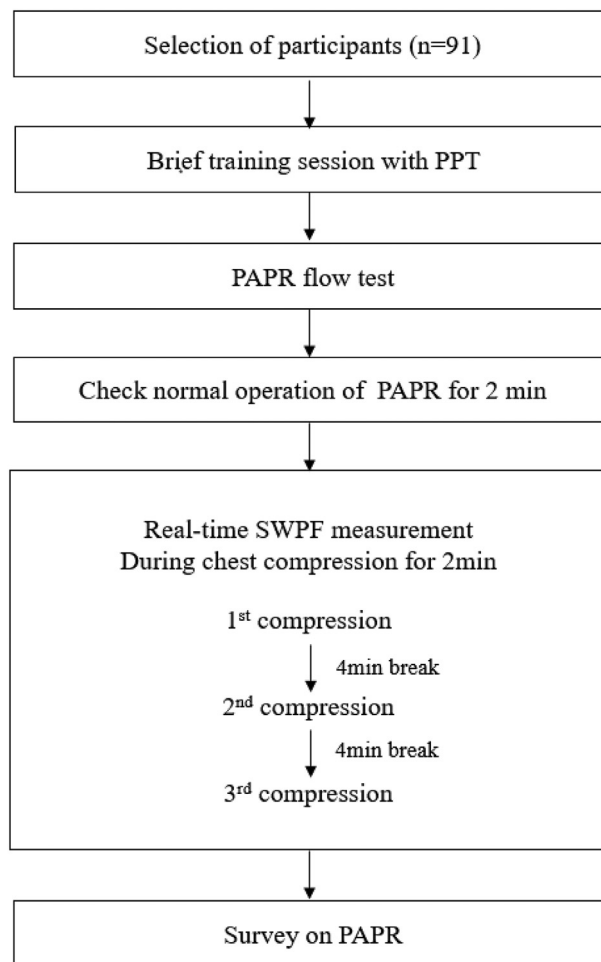 Selection of participants (n=91)
Brief training session with PPT
PAPR flow test
Check normal operation of PAPR for 2 min
Real-time SWPF measurement
During chest compression for 2min
1st compression
4min break
2nd compression
4min break
3rd compression
Survey on PAPR